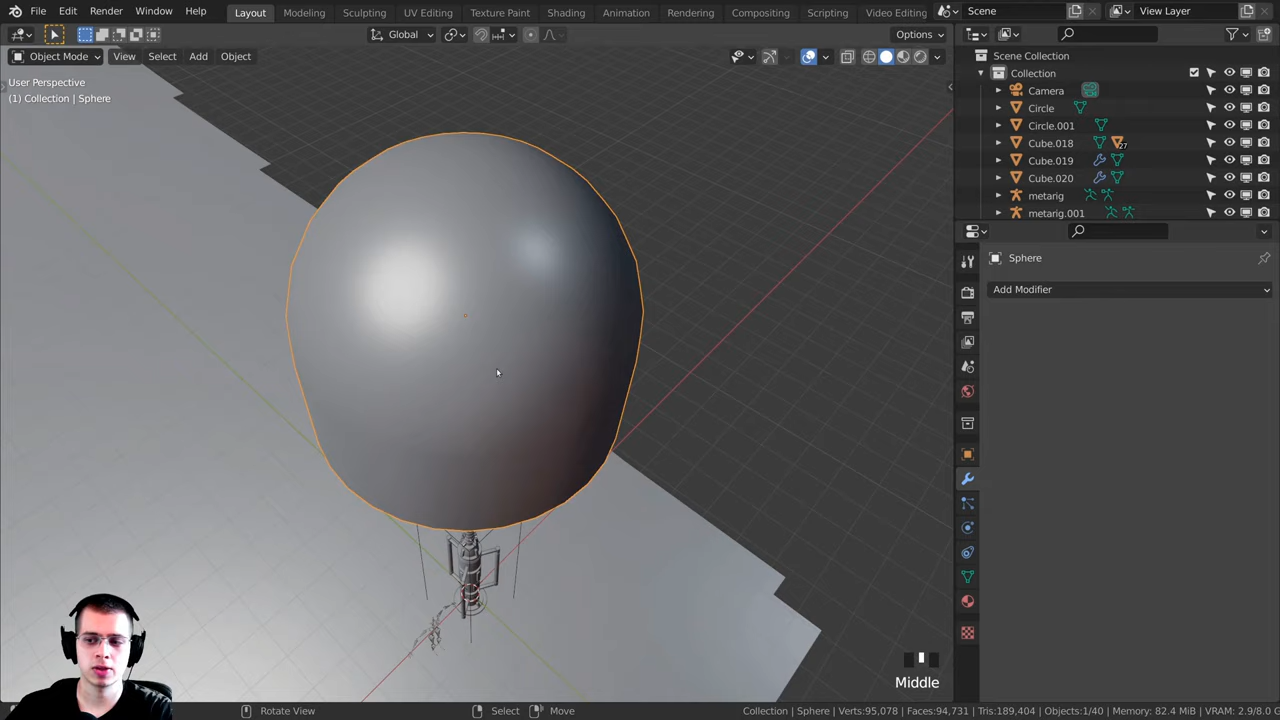 File Edit Render Window Help Layout Modeling Sculpting UV Editing Texture Paint Shading Animation Rendering Compositing Scripting Video Editing Scene View Layer
Global Options
Object Mode View Select Add Object
User Perspective
(1) Collection | Sphere
Scene Collection
Collection
Camera
Circle
Circle.001
Cube.018 27
Cube.019
Cube.020
metarig
metarig.001
Sphere
Add Modifier
Middle
Rotate View Select Move Collection | Sphere | Verts:95,078 | Faces:94,731 | Tris:189,404 | Objects:1/40 | Memory: 82.4 MiB | VRAM: 2.9/8.0 G